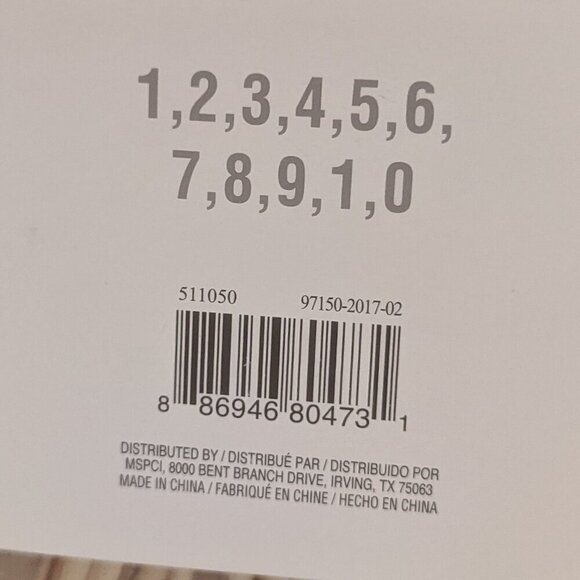 1,2,3,4,5,6,
7,8,9,1,0
511050 97150-2017-02
8 86946 80473 1
DISTRIBUTED BY / DISTRIBUÉ PAR / DISTRIBUIDO POR
MSPCI, 8000 BENT BRANCH DRIVE, IRVING, TX 75063
MADE IN CHINA / FABRIQUÉ EN CHINE / HECHO EN CHINA